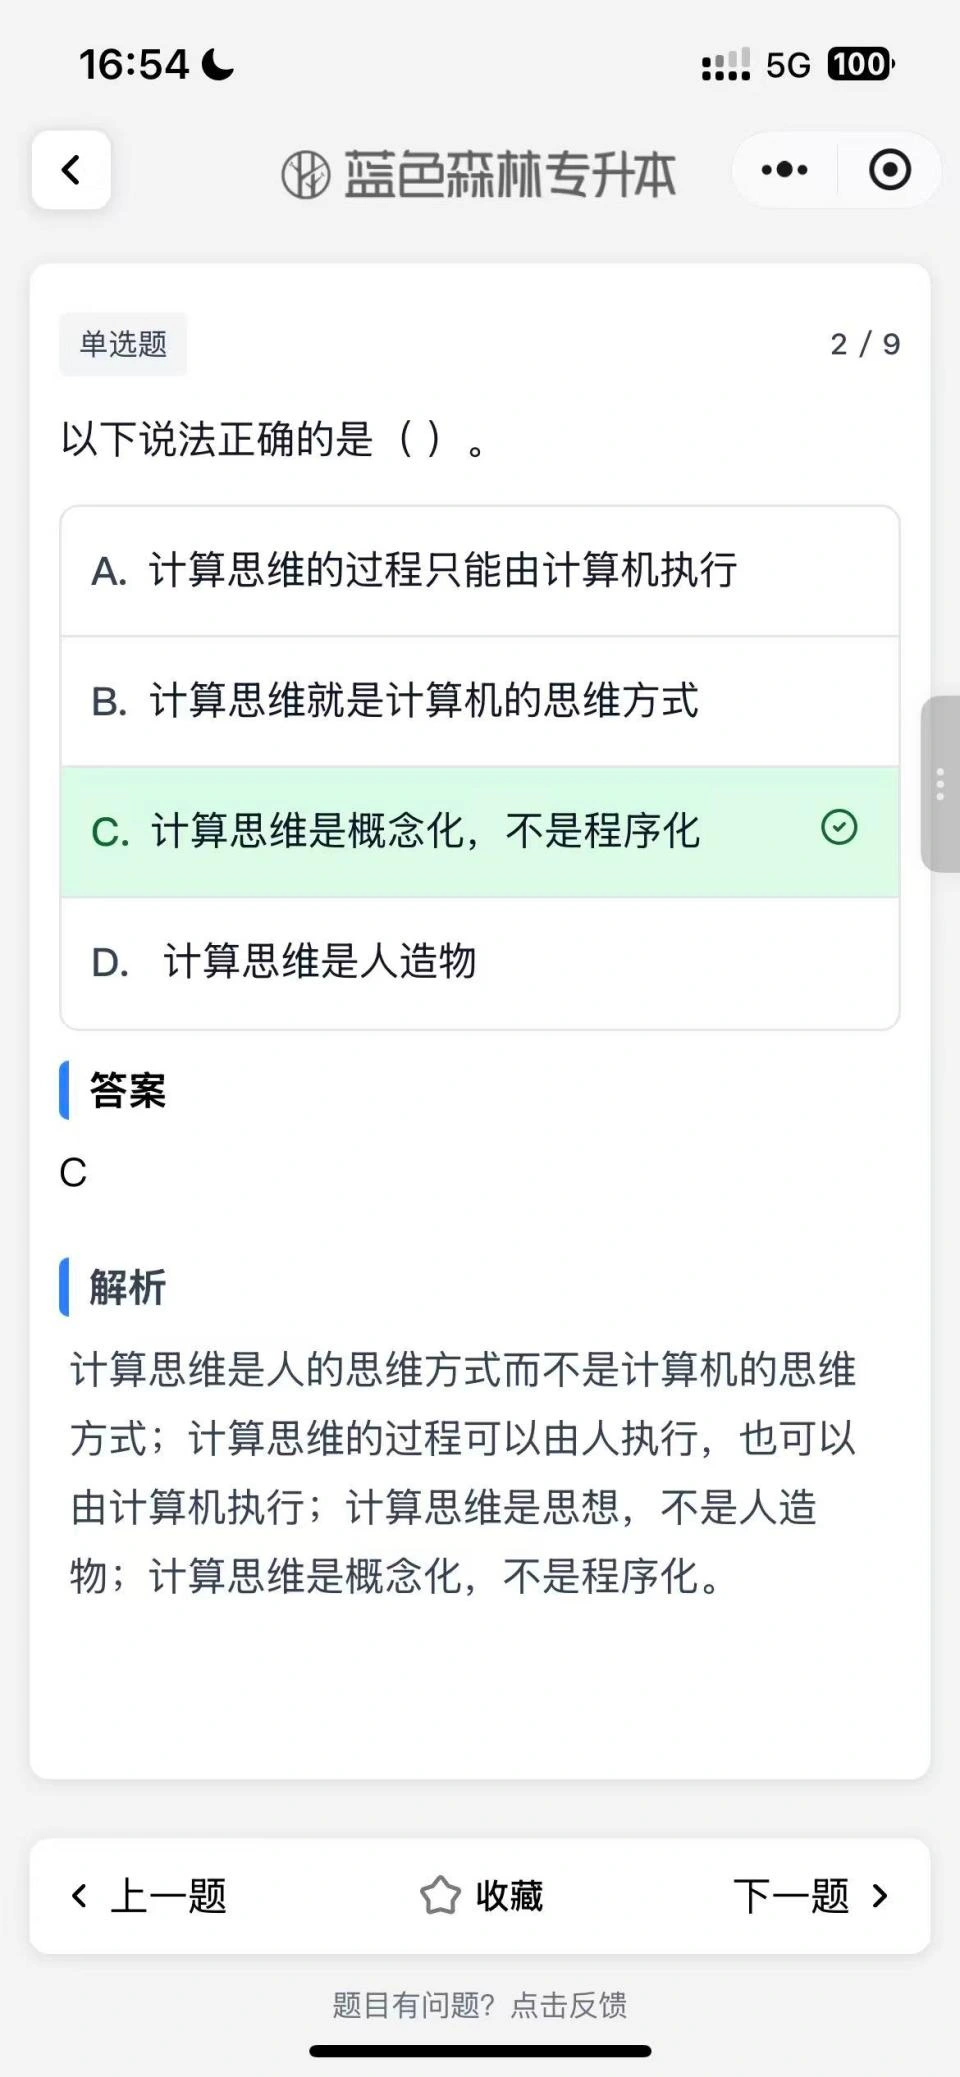 16:54 5G 100
蓝色森林专升本
单选题 2 / 9
以下说法正确的是（ ）。
A. 计算思维的过程只能由计算机执行
B. 计算思维就是计算机的思维方式
C. 计算思维是概念化，不是程序化
D. 计算思维是人造物
答案
C
解析
计算思维是人的思维方式而不是计算机的思维
方式；计算思维的过程可以由人执行，也可以
由计算机执行；计算思维是思想，不是人造
物；计算思维是概念化，不是程序化。
上一题 收藏 下一题
题目有问题？点击反馈